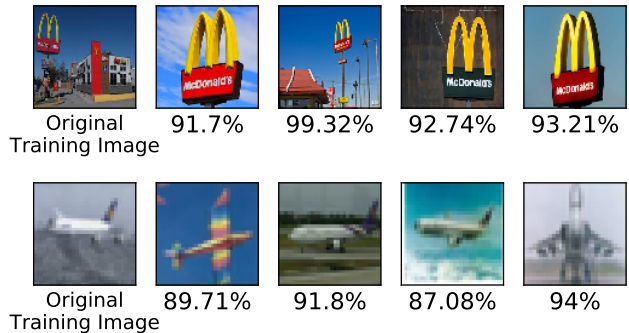 McDonald's
McDonald's
McDonald's
Original
Training Image
91.7%
99.32%
92.74%
93.21%
Original
Training Image
89.71%
91.8%
87.08%
94%